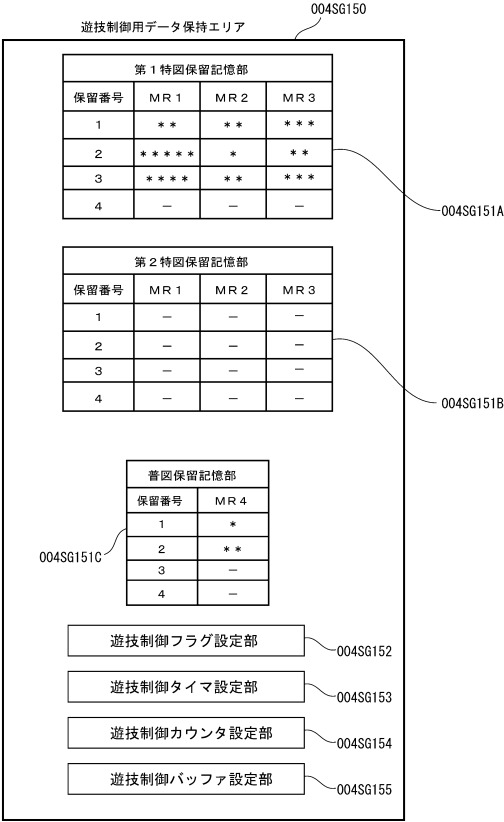 004SG150
遊技制御用データ保持エリア
第1特図保留記憶部
保留番号 MR1 MR2 MR3
1 ** ** ***
2 ***** * **
3 **** ** ***
4 － － －
004SG151A
第2特図保留記憶部
保留番号 MR1 MR2 MR3
1 － － －
2 － － －
3 － － －
4 － － －
004SG151B
普図保留記憶部
保留番号 MR4
1 *
2 **
3 －
4 －
004SG151C
遊技制御フラグ設定部
004SG152
遊技制御タイマ設定部
004SG153
遊技制御カウンタ設定部
004SG154
遊技制御バッファ設定部
004SG155